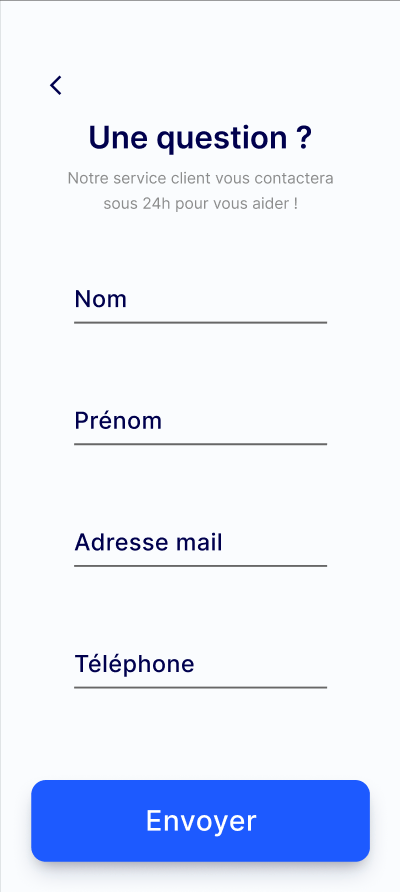 Une question ?
Notre service client vous contactera
sous 24h pour vous aider !
Nom
Prénom
Adresse mail
Téléphone
Envoyer